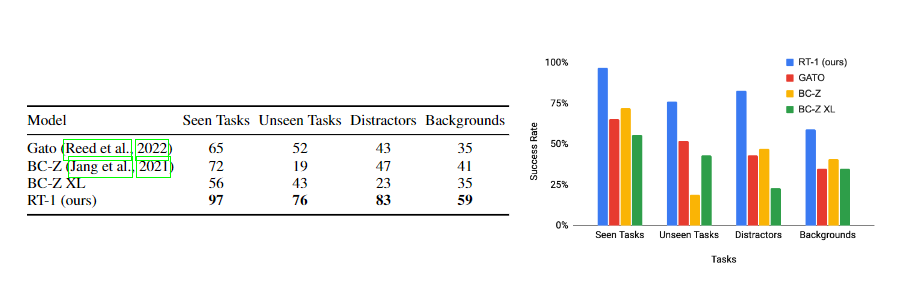 Model Seen Tasks Unseen Tasks Distractors Backgrounds
Gato (Reed et al., 2022) 65 52 43 35
BC-Z (Jang et al., 2021) 72 19 47 41
BC-Z XL 56 43 23 35
RT-1 (ours) 97 76 83 59
Success Rate
100%
75%
50%
25%
0%
RT-1 (ours)
GATO
BC-Z
BC-Z XL
Seen Tasks Unseen Tasks Distractors Backgrounds
Tasks